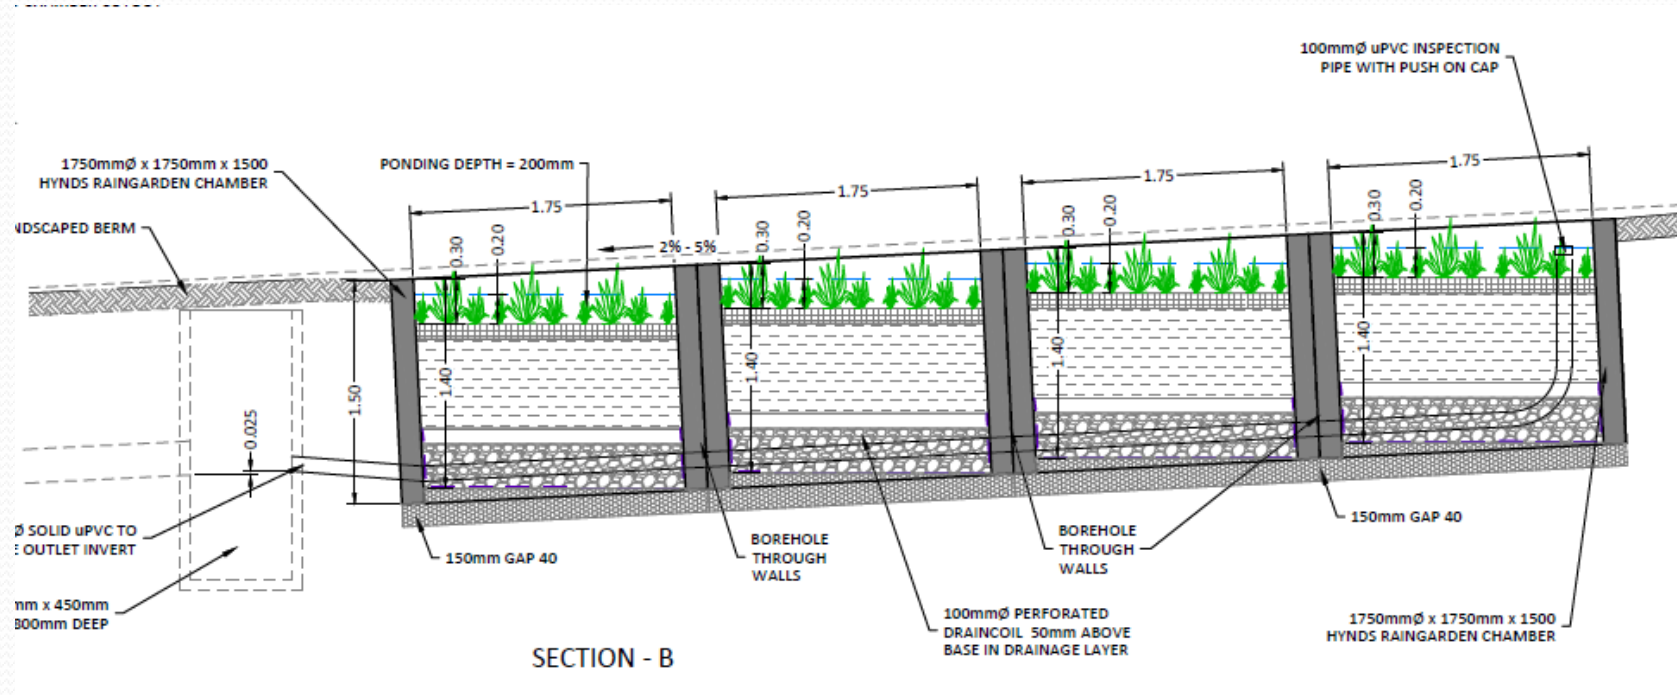 100mmØ uPVC INSPECTION
PIPE WITH PUSH ON CAP
1750mmØ x 1750mm x 1500
HYNDS RAINGARDEN CHAMBER
PONDING DEPTH = 200mm
NDSCAPED BERM
1.75
1.75
1.75
1.75
2% - 5%
0.30
0.20
0.30
0.20
0.30
0.20
0.30
0.20
1.50
1.40
1.40
1.40
1.40
0.025
Ø SOLID uPVC TO
E OUTLET INVERT
150mm GAP 40
BOREHOLE
THROUGH
WALLS
BOREHOLE
THROUGH
WALLS
150mm GAP 40
mm x 450mm
800mm DEEP
100mmØ PERFORATED
DRAINCOIL 50mm ABOVE
BASE IN DRAINAGE LAYER
1750mmØ x 1750mm x 1500
HYNDS RAINGARDEN CHAMBER
SECTION - B